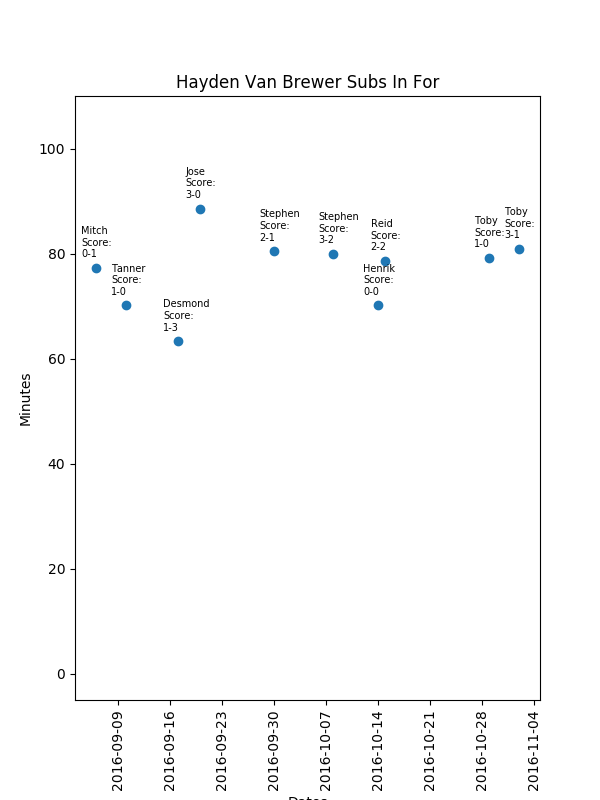 Hayden Van Brewer Subs In For
Minutes
100
80
60
40
20
0
Mitch
Score:
0-1
Tanner
Score:
1-0
Desmond
Score:
1-3
Jose
Score:
3-0
Stephen
Score:
2-1
Stephen
Score:
3-2
Reid
Score:
2-2
Henrik
Score:
0-0
Toby
Score:
1-0
Toby
Score:
3-1
2016-09-09
2016-09-16
2016-09-23
2016-09-30
2016-10-07
2016-10-14
2016-10-21
2016-10-28
2016-11-04
Dates